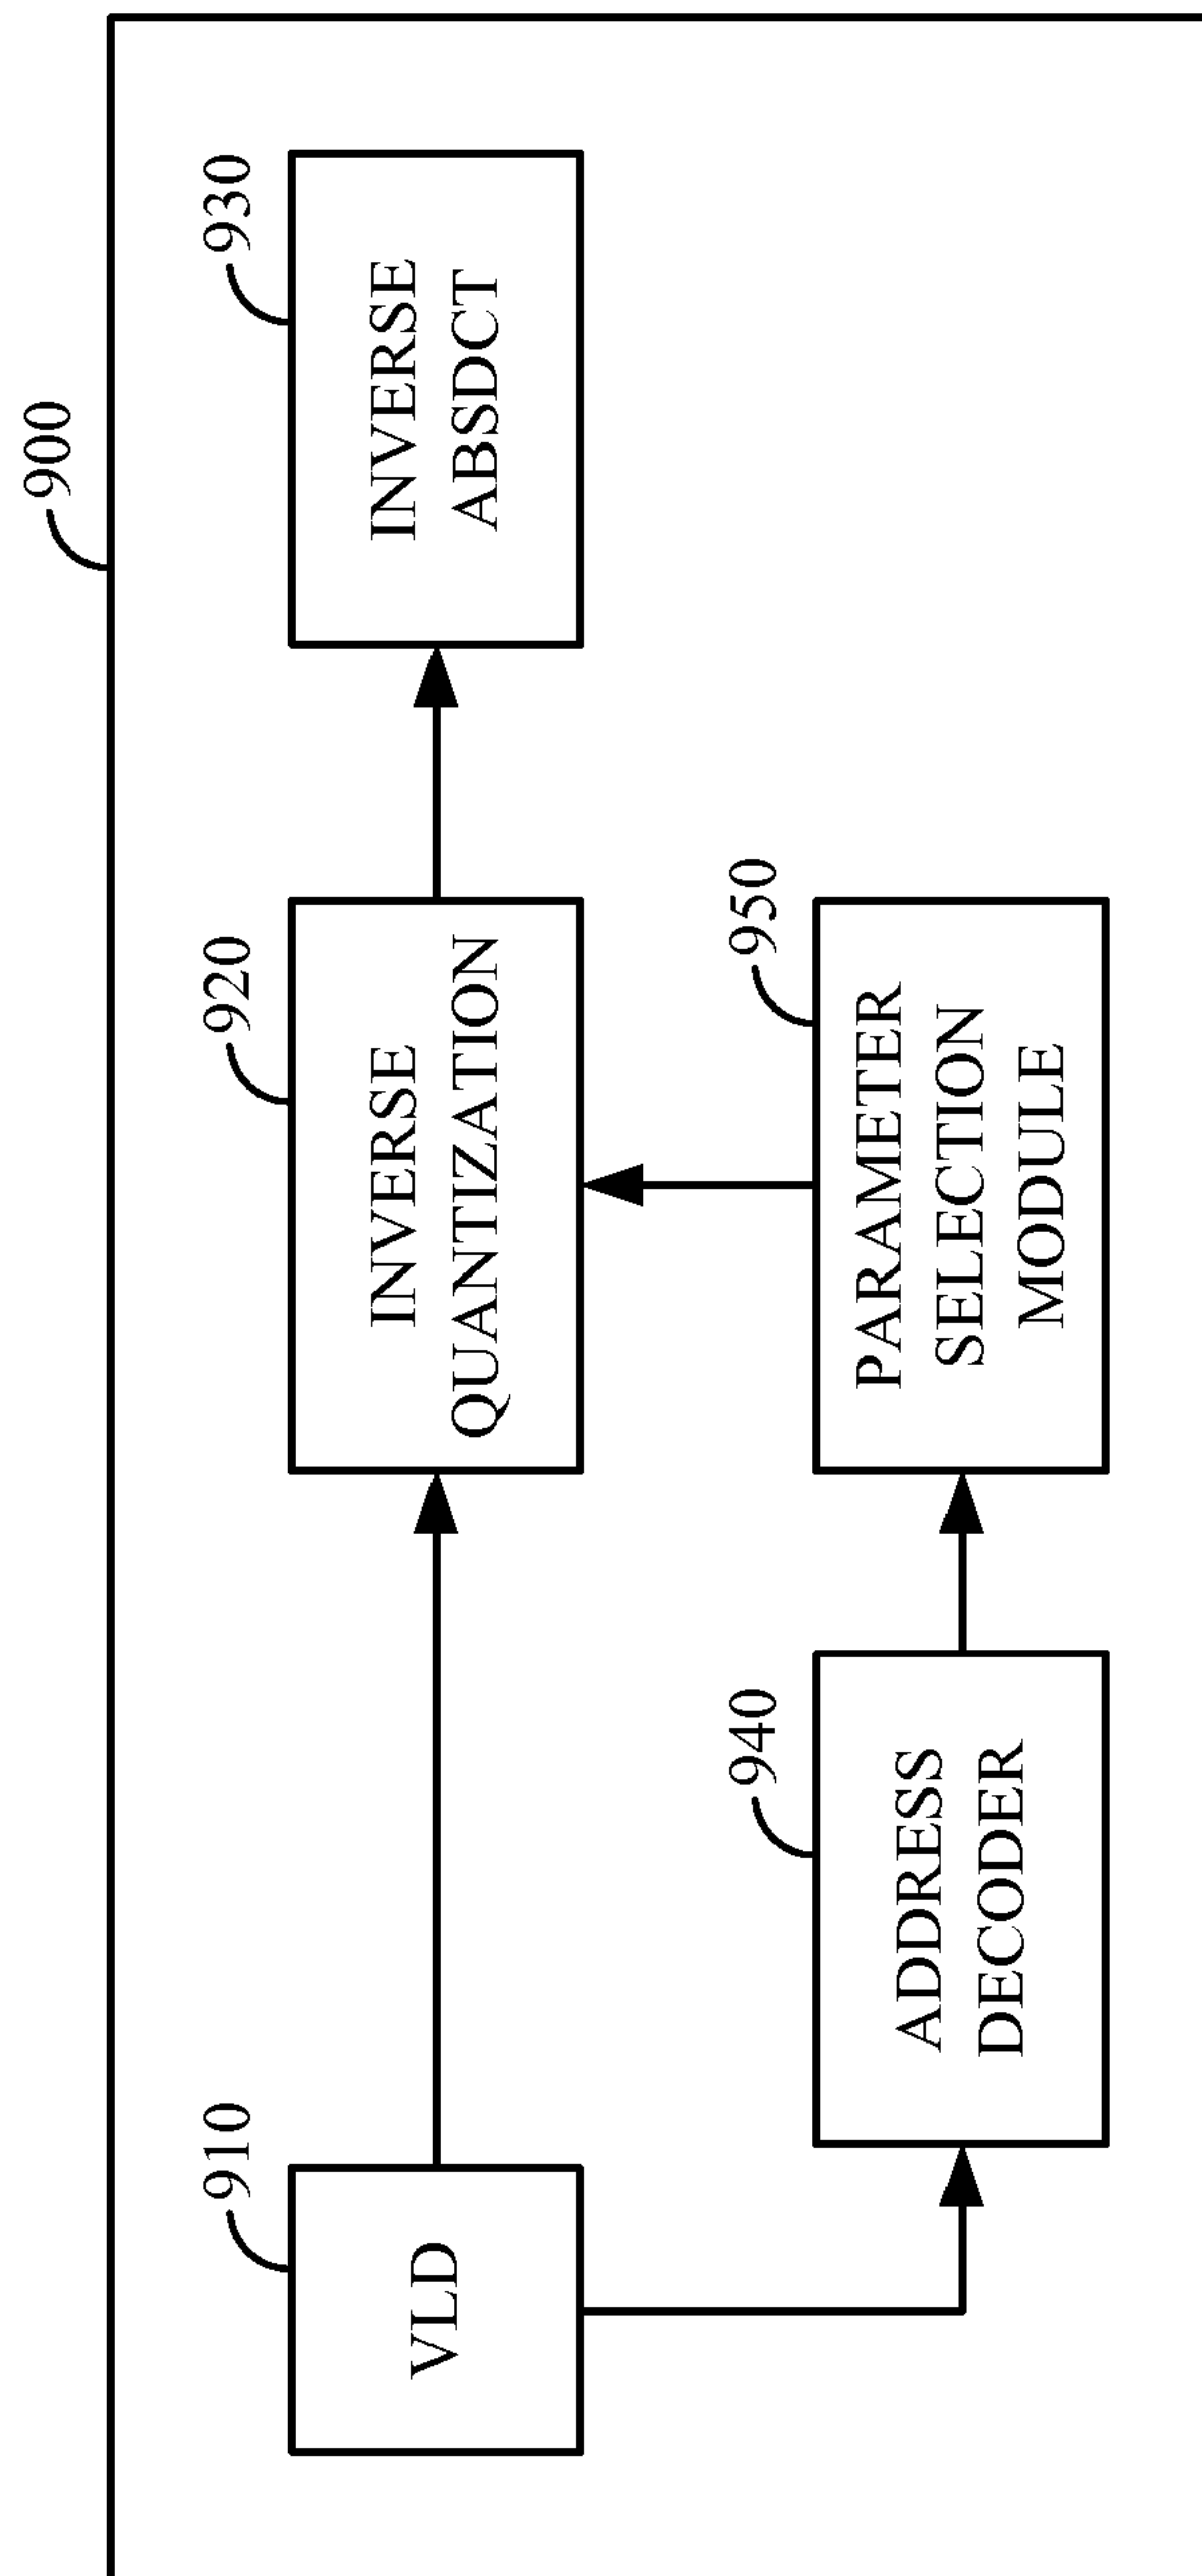 900
910
VLD
920
INVERSE
QUANTIZATION
930
INVERSE
ABSDCT
940
ADDRESS
DECODER
950
PARAMETER
SELECTION
MODULE